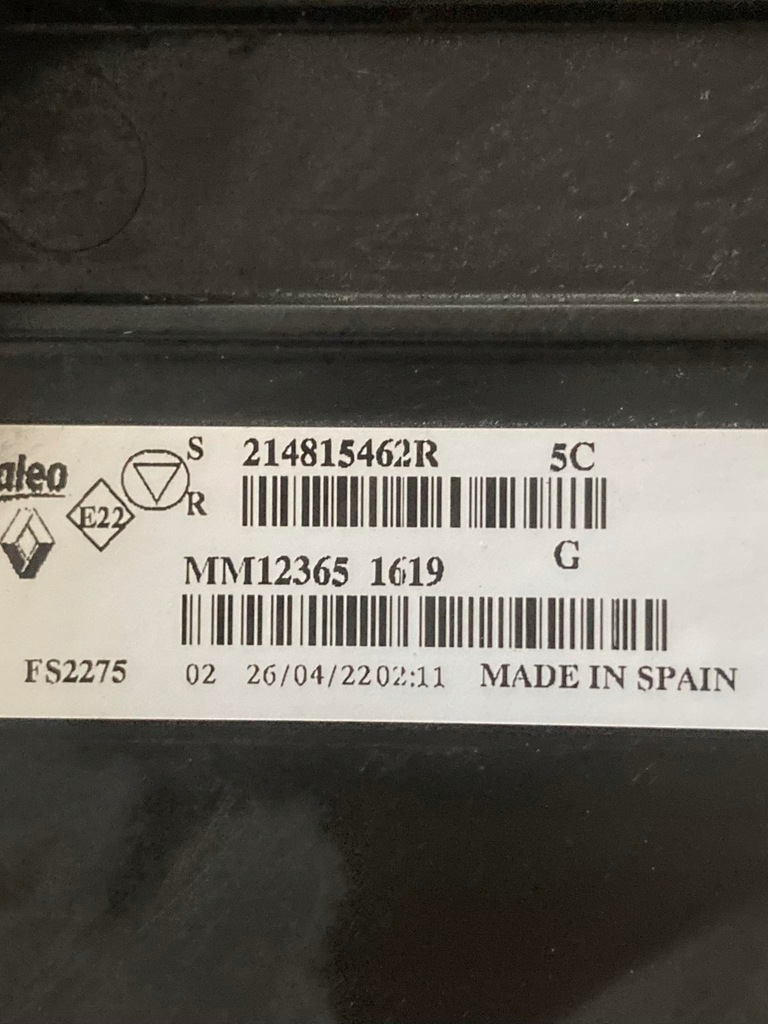 aleo S 214815462R 5C
E22 R
G
MM12365 1619
FS2275 02 26/04/22 02:11 MADE IN SPAIN